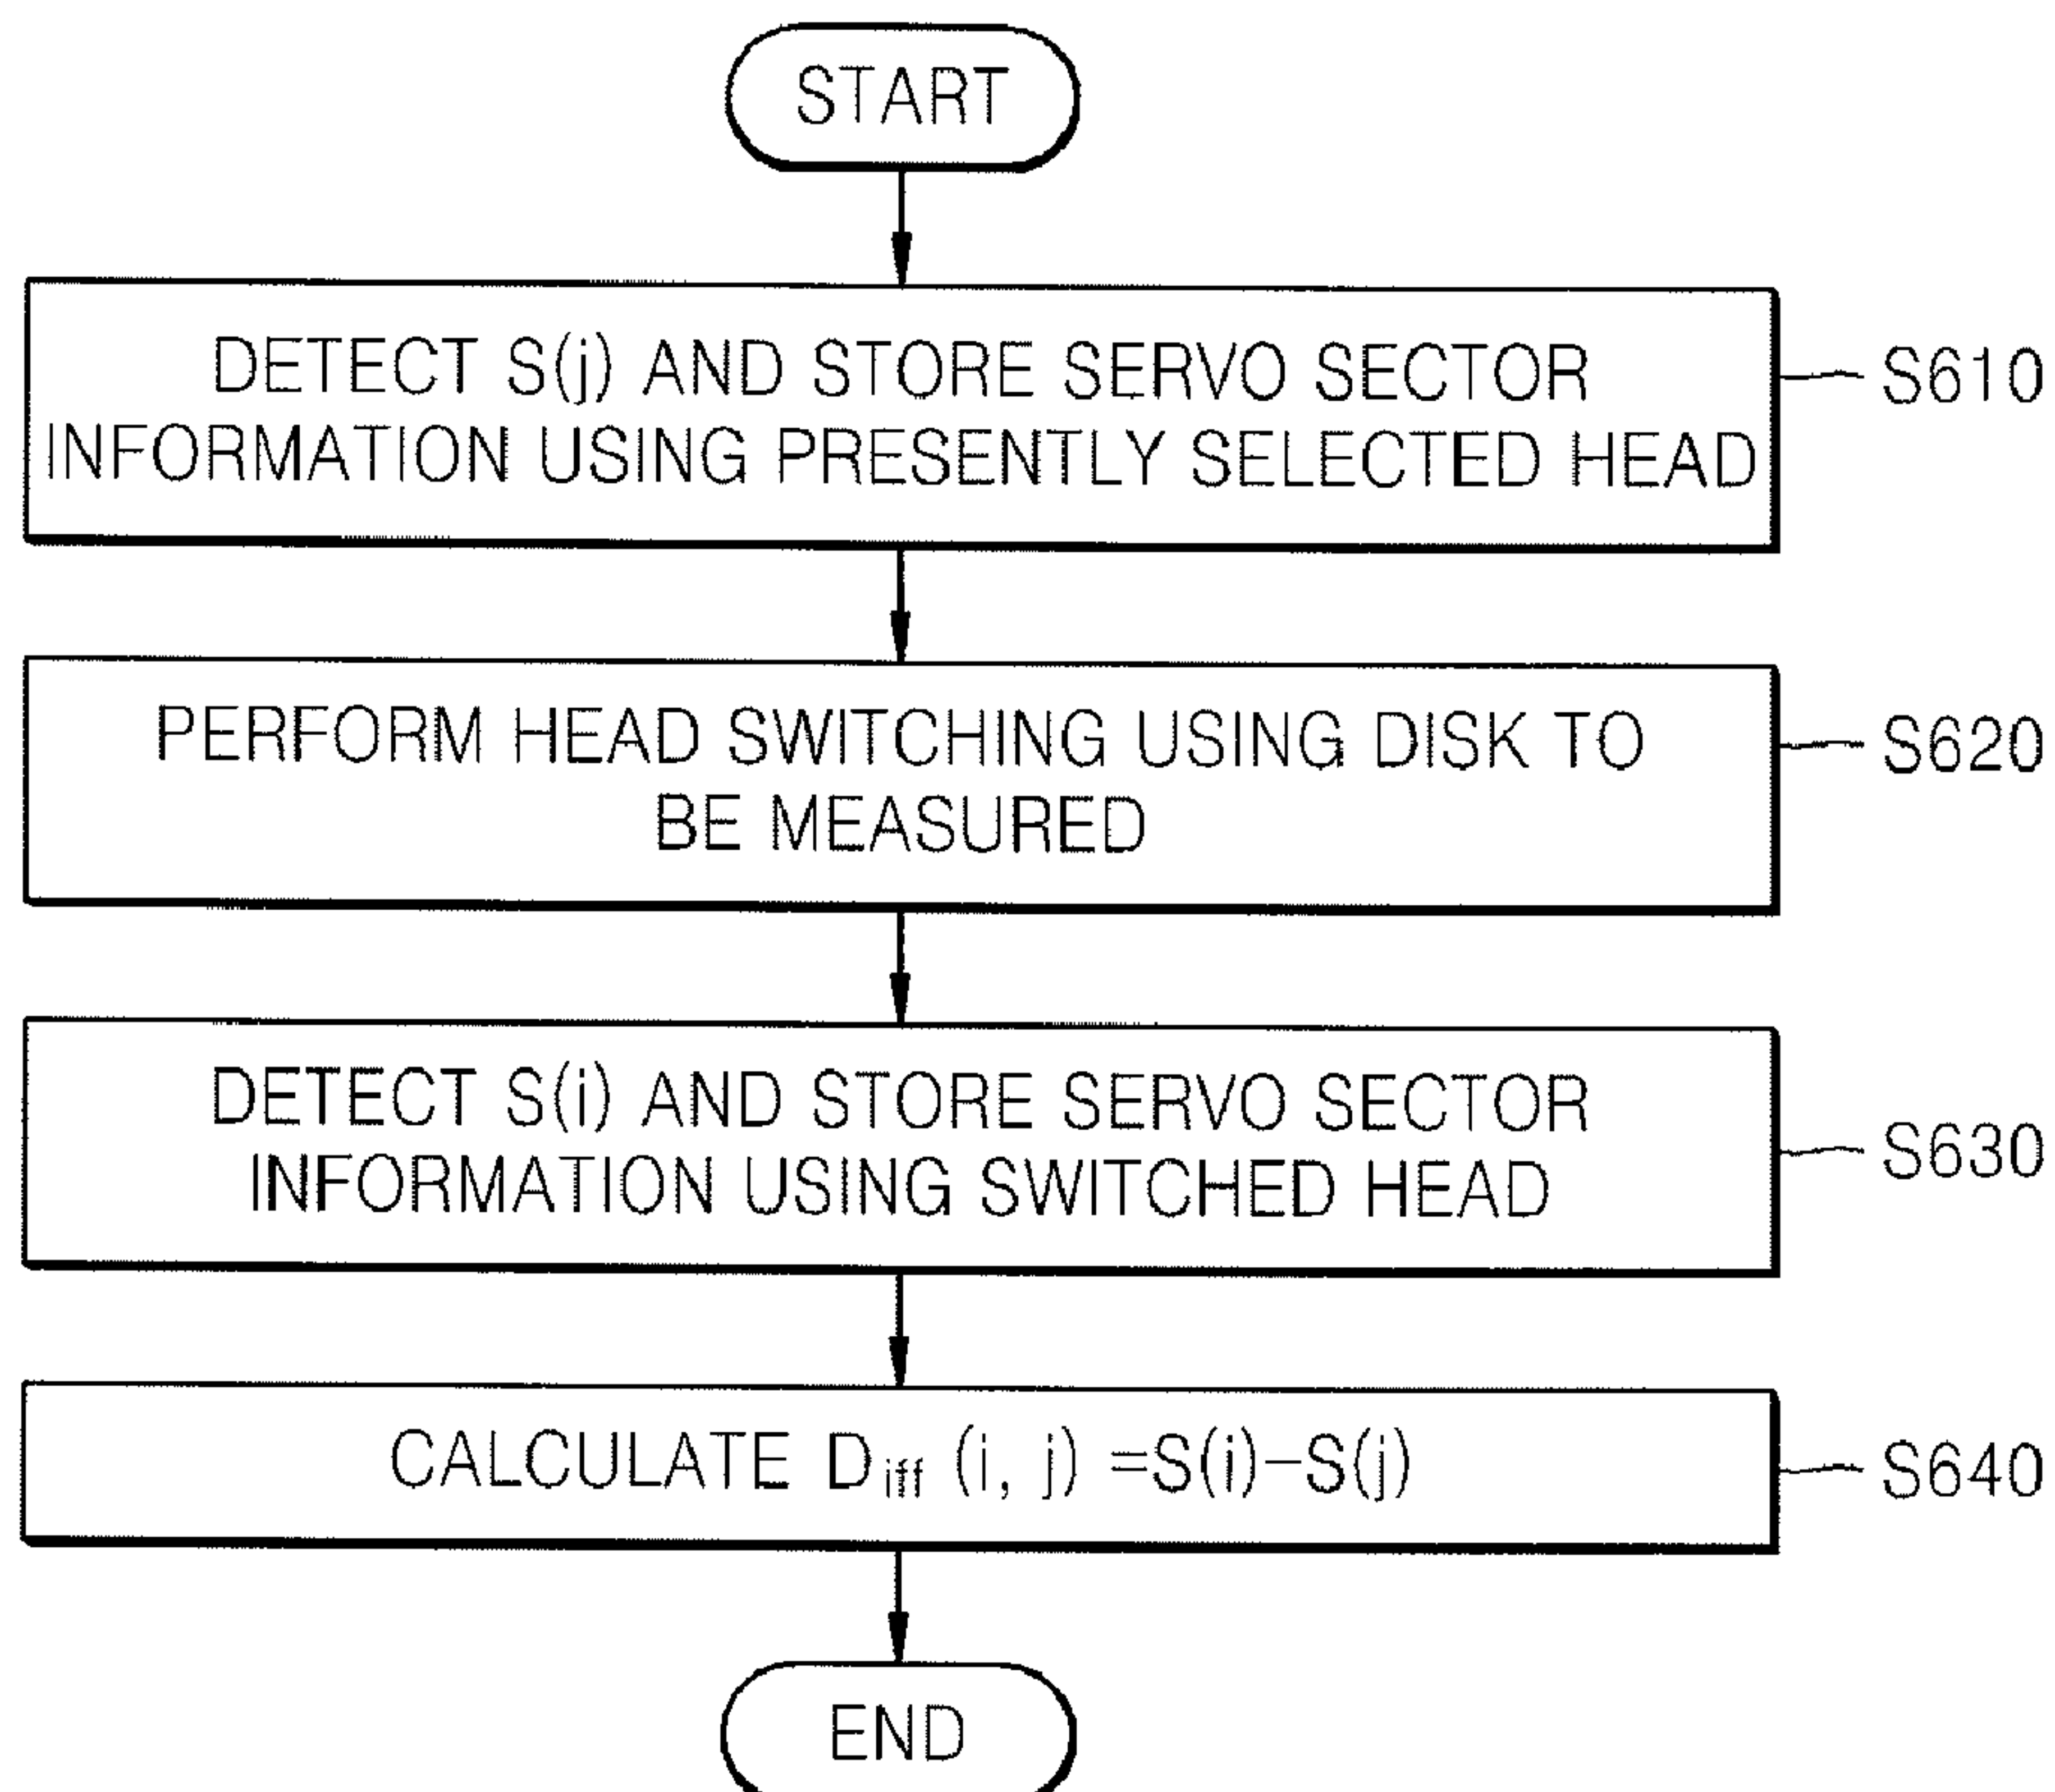 START
DETECT S(j) AND STORE SERVO SECTOR
INFORMATION USING PRESENTLY SELECTED HEAD
S610
PERFORM HEAD SWITCHING USING DISK TO
BE MEASURED
S620
DETECT S(i) AND STORE SERVO SECTOR
INFORMATION USING SWITCHED HEAD
S630
CALCULATE Diff (i, j) =S(i)-S(j)
S640
END